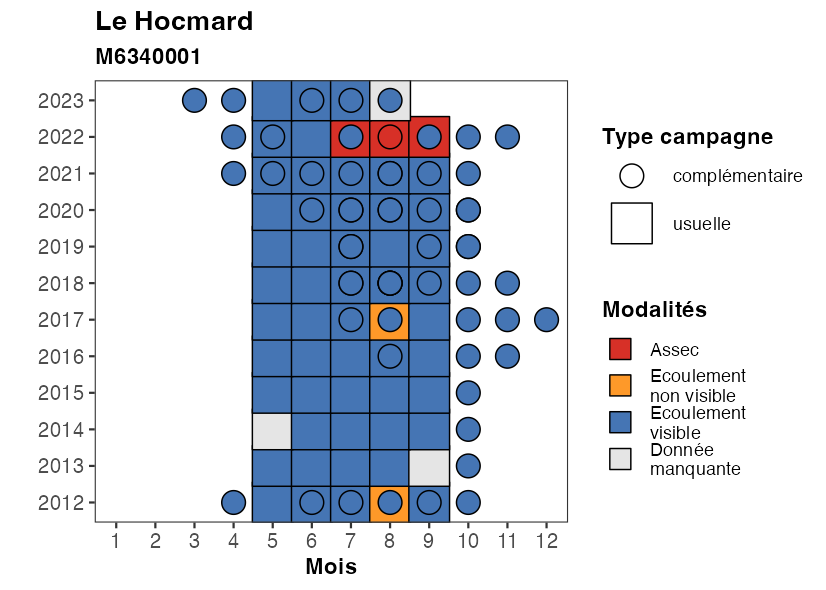 Le Hocmard
M6340001
2023
2022
2021
2020
2019
2018
2017
2016
2015
2014
2013
2012
1 2 3 4 5 6 7 8 9 10 11 12
Mois
Type campagne
complémentaire
usuelle
Modalités
Assec
Ecoulement
non visible
Ecoulement
visible
Donnée
manquante